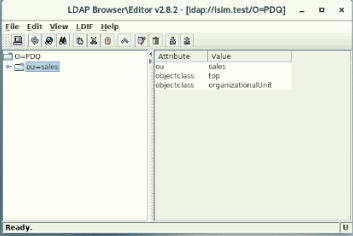 LDAP Browser\Editor v2.8.2 - [ldap://isim.test/O=PDQ]
File Edit View LDIF Help
O=PDQ
ou=sales
Attribute Value
ou sales
objectclass top
objectclass organizationalUnit
Ready. U